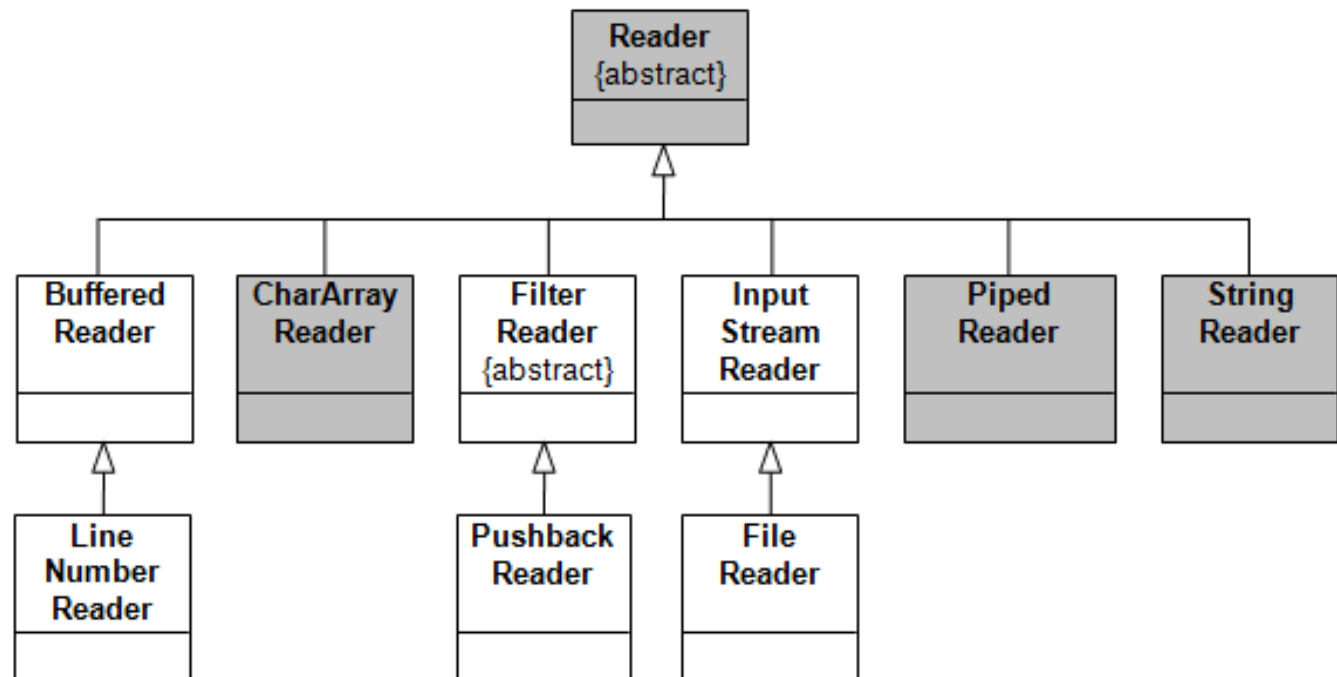 Reader
{abstract}
Buffered
Reader
CharArray
Reader
Filter
Reader
{abstract}
Input
Stream
Reader
Piped
Reader
String
Reader
Line
Number
Reader
Pushback
Reader
File
Reader